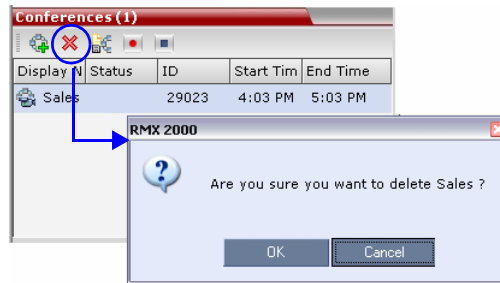 Conferences (1)
Display N Status ID Start Tim End Time
Sales 29023 4:03 PM 5:03 PM
RMX 2000
Are you sure you want to delete Sales ?
OK Cancel